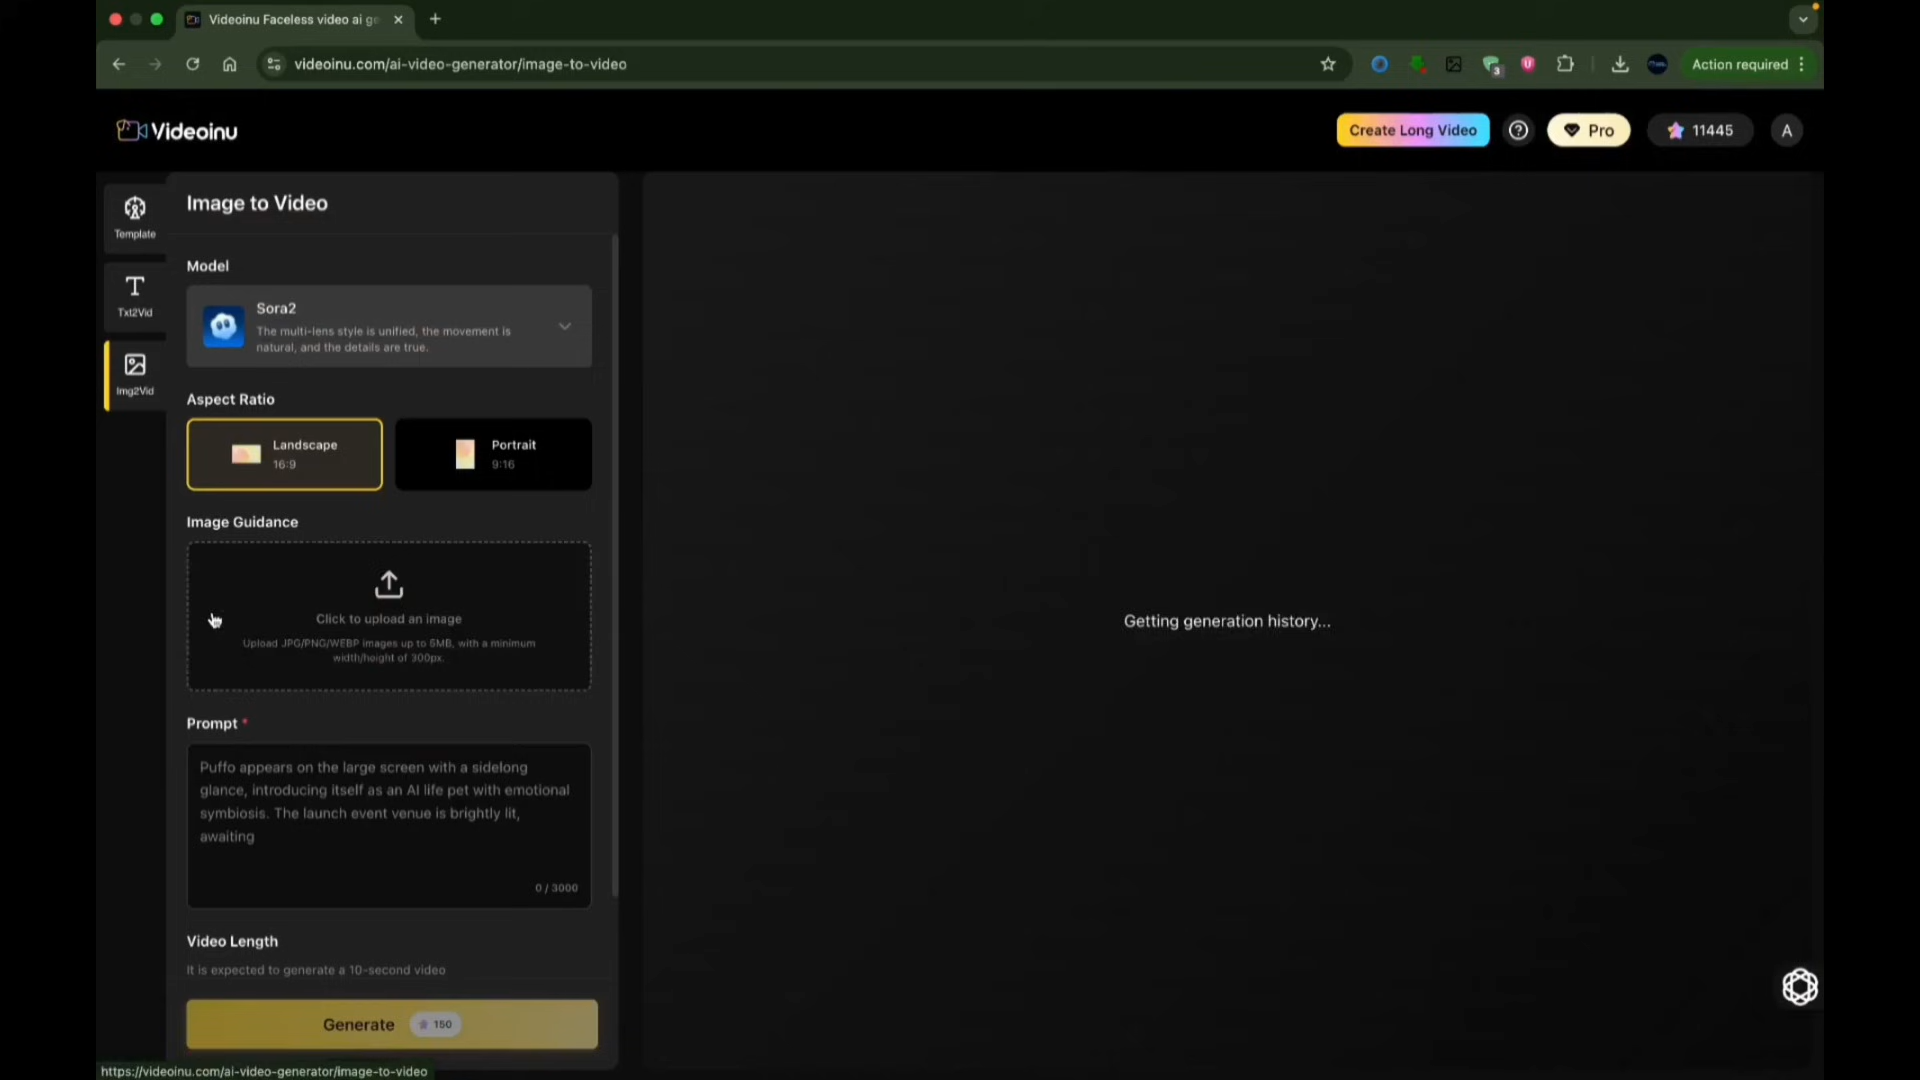 Videoinu Faceless video ai ge
videoinu.com/ai-video-generator/image-to-video
3
Action required
Videoinu
Create Long Video
Pro
11445
A
Template
Txt2Vid
Img2Vid
Image to Video
Model
Sora2
The multi-lens style is unified, the movement is
natural, and the details are true.
Aspect Ratio
Landscape
16:9
Portrait
9:16
Image Guidance
Click to upload an image
Upload JPG/PNG/WEBP images up to 5MB, with a minimum
width/height of 300px.
Prompt *
Puffo appears on the large screen with a sidelong
glance, introducing itself as an AI life pet with emotional
symbiosis. The launch event venue is brightly lit,
awaiting
0 / 3000
Video Length
It is expected to generate a 10-second video
Generate 150
Getting generation history...
https://videoinu.com/ai-video-generator/image-to-video